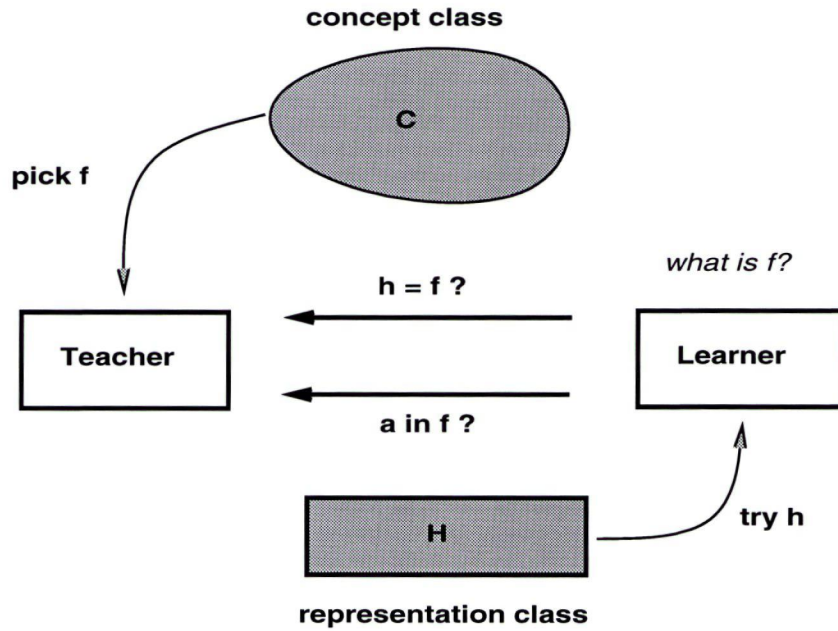 concept class
C
pick f
what is f?
h = f ?
Teacher
Learner
a in f ?
H
try h
representation class